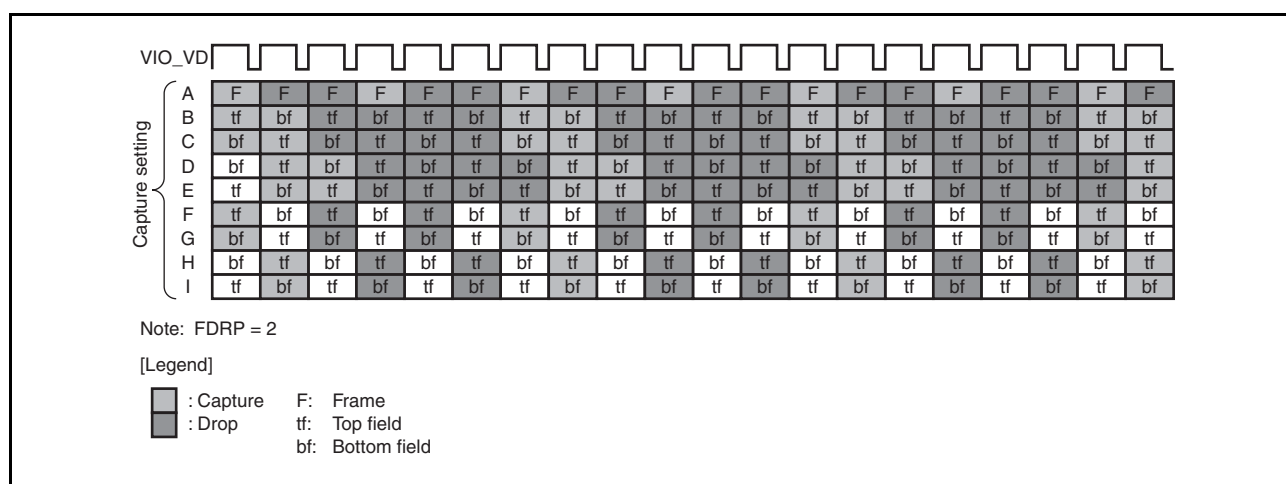 VIO_VD
Capture setting
A F F F F F F F F F F F F F F F F F F F F
B tf bf tf bf tf bf tf bf tf bf tf bf tf bf tf bf tf bf tf bf
C bf tf bf tf bf tf bf tf bf tf bf tf bf tf bf tf bf tf bf tf
D bf tf bf tf bf tf bf tf bf tf bf tf bf tf bf tf bf tf bf tf
E tf bf tf bf tf bf tf bf tf bf tf bf tf bf tf bf tf bf tf bf
F tf bf tf bf tf bf tf bf tf bf tf bf tf bf tf bf tf bf tf bf
G bf tf bf tf bf tf bf tf bf tf bf tf bf tf bf tf bf tf bf tf
H bf tf bf tf bf tf bf tf bf tf bf tf bf tf bf tf bf tf bf tf
I tf bf tf bf tf bf tf bf tf bf tf bf tf bf tf bf tf bf tf bf
Note: FDRP = 2
[Legend]
: Capture F: Frame
: Drop tf: Top field
bf: Bottom field